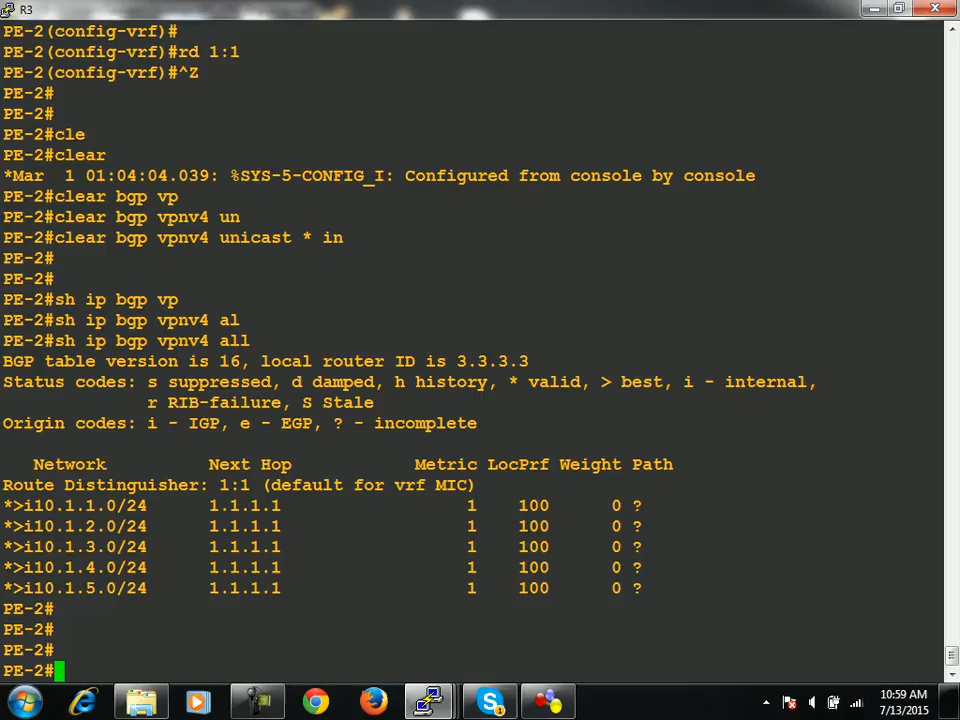 R3
PE-2(config-vrf)#
PE-2(config-vrf)#rd 1:1
PE-2(config-vrf)#^Z
PE-2#
PE-2#
PE-2#cle
PE-2#clear
*Mar  1 01:04:04.039: %SYS-5-CONFIG_I: Configured from console by console
PE-2#clear bgp vp
PE-2#clear bgp vpnv4 un
PE-2#clear bgp vpnv4 unicast * in
PE-2#
PE-2#
PE-2#sh ip bgp vp
PE-2#sh ip bgp vpnv4 al
PE-2#sh ip bgp vpnv4 all
BGP table version is 16, local router ID is 3.3.3.3
Status codes: s suppressed, d damped, h history, * valid, > best, i - internal,
r RIB-failure, S Stale
Origin codes: i - IGP, e - EGP, ? - incomplete
Network Next Hop Metric LocPrf Weight Path
Route Distinguisher: 1:1 (default for vrf MIC)
*>i10.1.1.0/24 1.1.1.1 1 100 0 ?
*>i10.1.2.0/24 1.1.1.1 1 100 0 ?
*>i10.1.3.0/24 1.1.1.1 1 100 0 ?
*>i10.1.4.0/24 1.1.1.1 1 100 0 ?
*>i10.1.5.0/24 1.1.1.1 1 100 0 ?
PE-2#
PE-2#
PE-2#
PE-2#
10:59 AM
7/13/2015